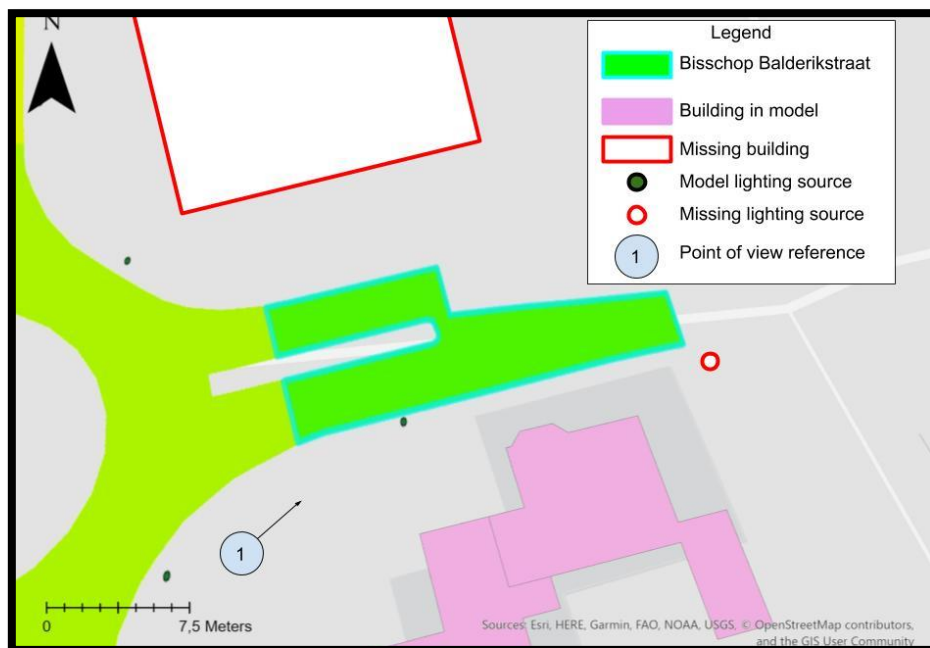 N
Legend
Bisschop Balderikstraat
Building in model
Missing building
Model lighting source
Missing lighting source
1 Point of view reference
1
0 7,5 Meters
Sources: Esri, HERE, Garmin, FAO, NOAA, USGS, © OpenStreetMap contributors,
and the GIS User Community